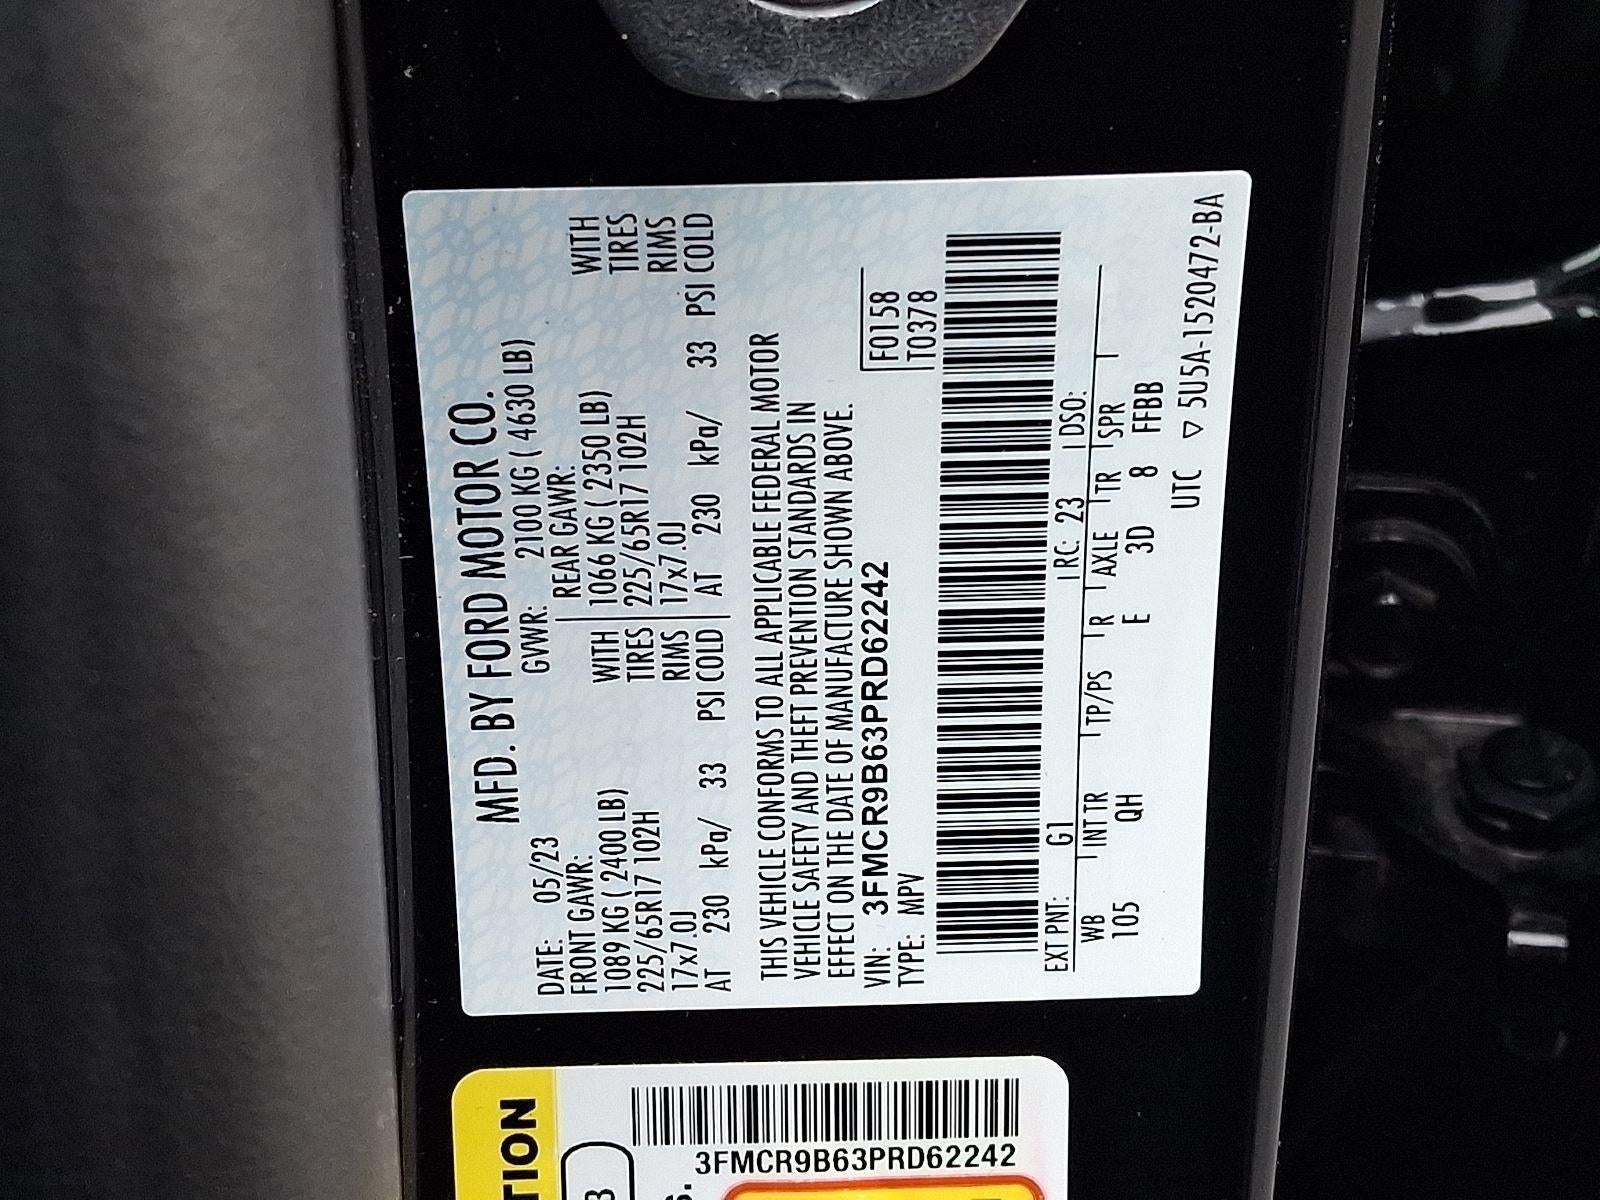 MFD. BY FORD MOTOR CO.
DATE: 05/23 GVWR: 2100 KG ( 4630 LB)
FRONT GAWR: REAR GAWR:
1089 KG ( 2400 LB) WITH 1066 KG ( 2350 LB) WITH
225/65R17 102H TIRES 225/65R17 102H TIRES
17x7.0J RIMS 17x7.0J RIMS
AT 230 kPa/ 33 PSI COLD AT 230 kPa/ 33 PSI COLD
THIS VEHICLE CONFORMS TO ALL APPLICABLE FEDERAL MOTOR
VEHICLE SAFETY AND THEFT PREVENTION STANDARDS IN
EFFECT ON THE DATE OF MANUFACTURE SHOWN ABOVE.
VIN: 3FMCR9B63PRD62242 F0158
TYPE: MPV T0378
EXT PNT: G1 RC: 23 DSO:
WB INT TR TP/PS R AXLE TR SPR
105 QH E 3D 8 FFBB
UTC ▽ 5U5A-1520472-BA
TION
3FMCR9B63PRD62242